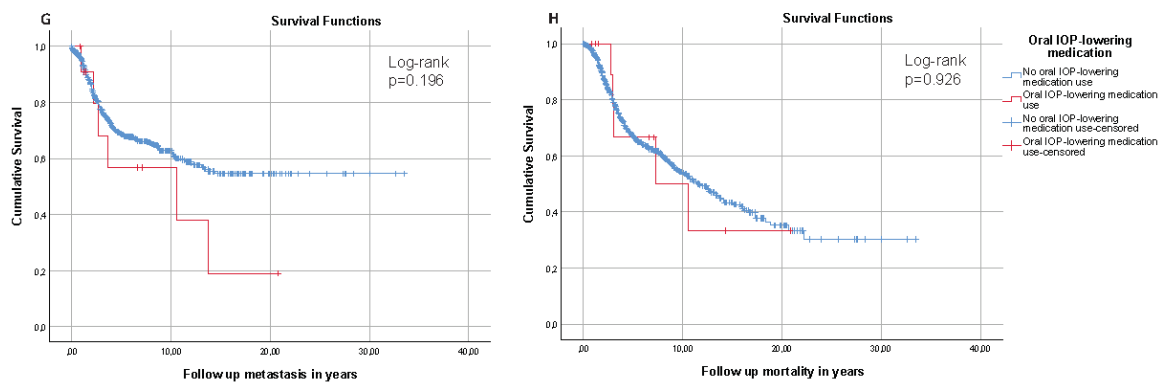 G
Survival Functions
Log-rank
p=0.196
Cumulative Survival
1,0
0,8
0,6
0,4
0,2
0,0
,00
10,00
20,00
30,00
40,00
Follow up metastasis in years
H
Survival Functions
Log-rank
p=0.926
Cumulative Survival
1,0
0,8
0,6
0,4
0,2
0,0
,00
10,00
20,00
30,00
40,00
Follow up mortality in years
Oral IOP-lowering
medication
No oral IOP-lowering
medication use
Oral IOP-lowering medication
use
No oral IOP-lowering
medication use-censored
Oral IOP-lowering medication
use-censored